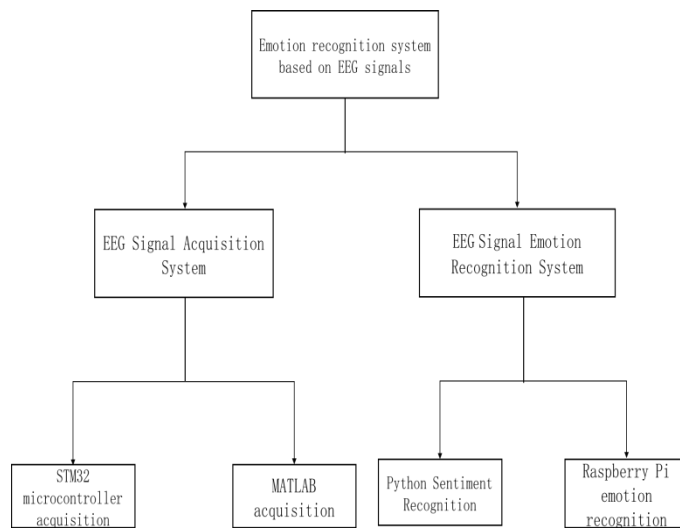 Emotion recognition system
based on EEG signals
EEG Signal Acquisition
System
EEG Signal Emotion
Recognition System
STM32
microcontroller
acquisition
MATLAB
acquisition
Python Sentiment
Recognition
Raspberry Pi
emotion
recognition